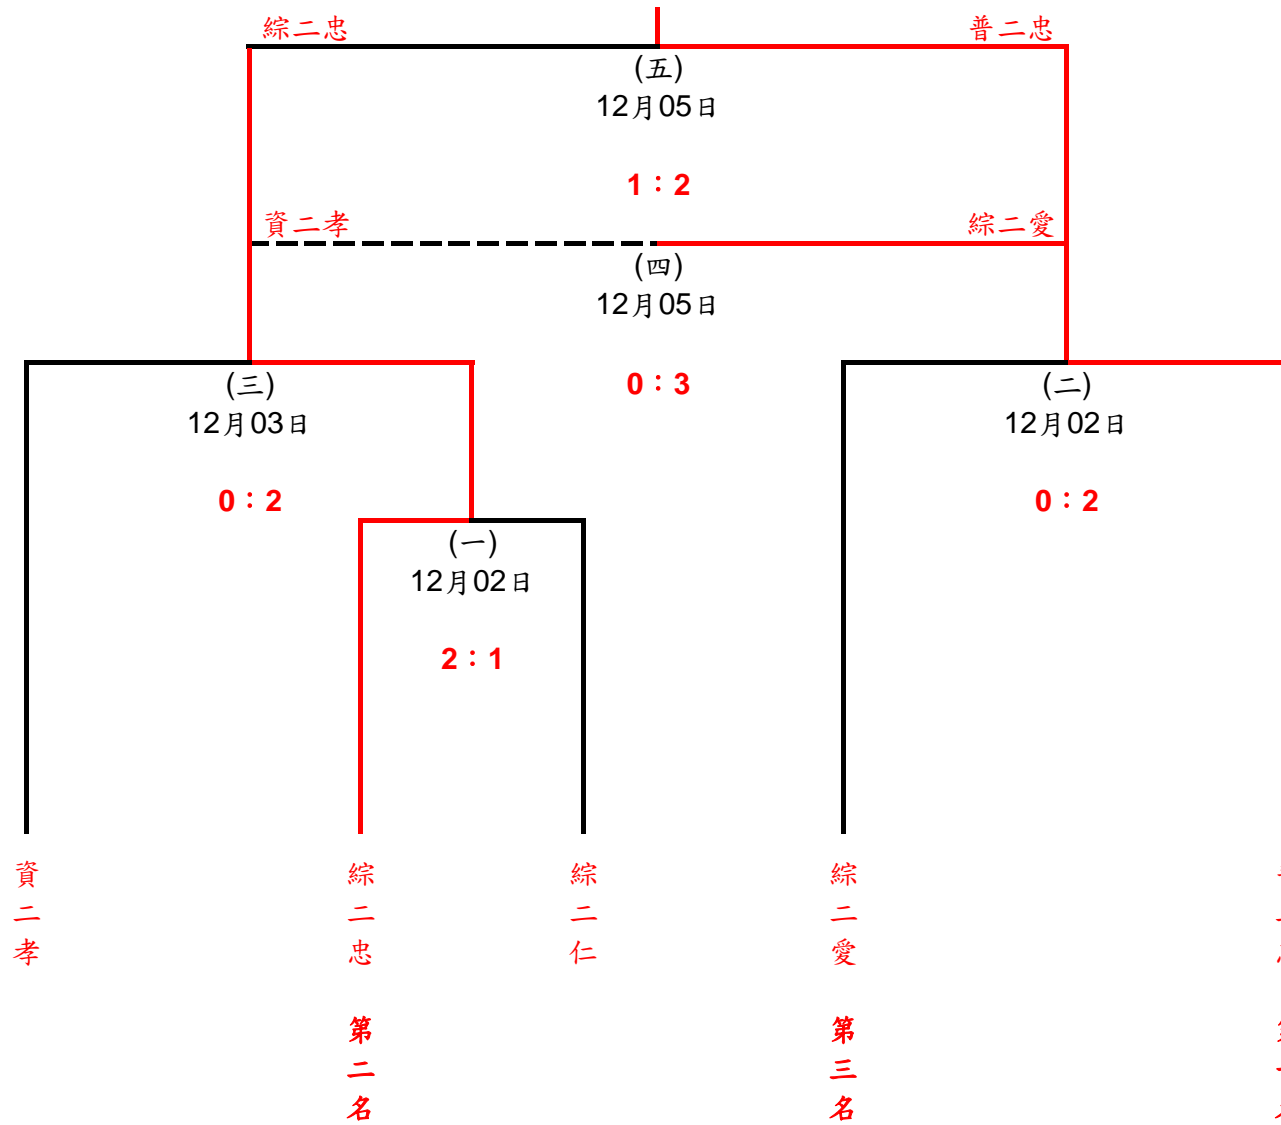 綜二忠
普二忠
(五)
12月05日
1：2
資二孝
綜二愛
(四)
12月05日
0：3
(三)
12月03日
0：2
(二)
12月02日
0：2
(一)
12月02日
2：1
資二孝
綜二忠 第二名
綜二仁
綜二愛 第三名